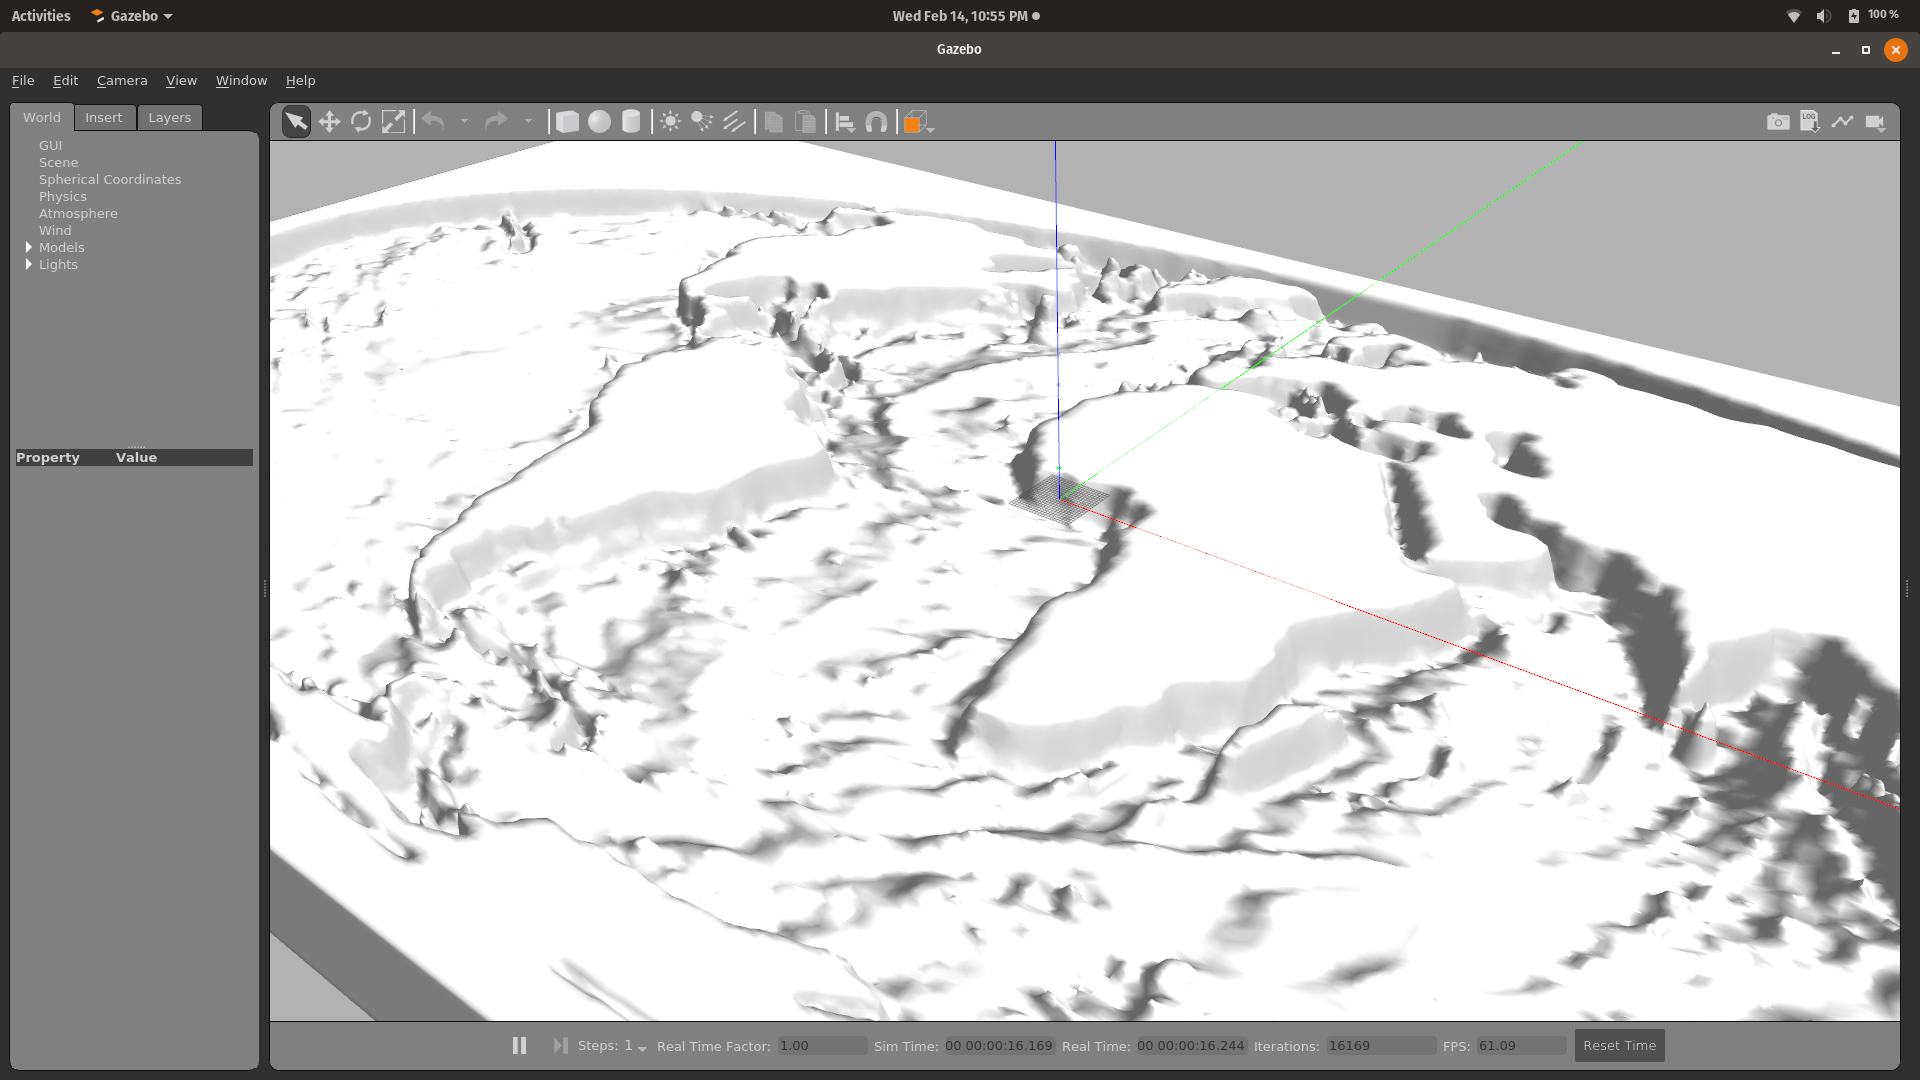 Activities Gazebo Wed Feb 14, 10:55 PM 100 %
Gazebo
File Edit Camera View Window Help
World Insert Layers
GUI
Scene
Spherical Coordinates
Physics
Atmosphere
Wind
Models
Lights
Property Value
LOG
Steps: 1 Real Time Factor: 1.00 Sim Time: 00 00:00:16.169 Real Time: 00 00:00:16.244 Iterations: 16169 FPS: 61.09 Reset Time